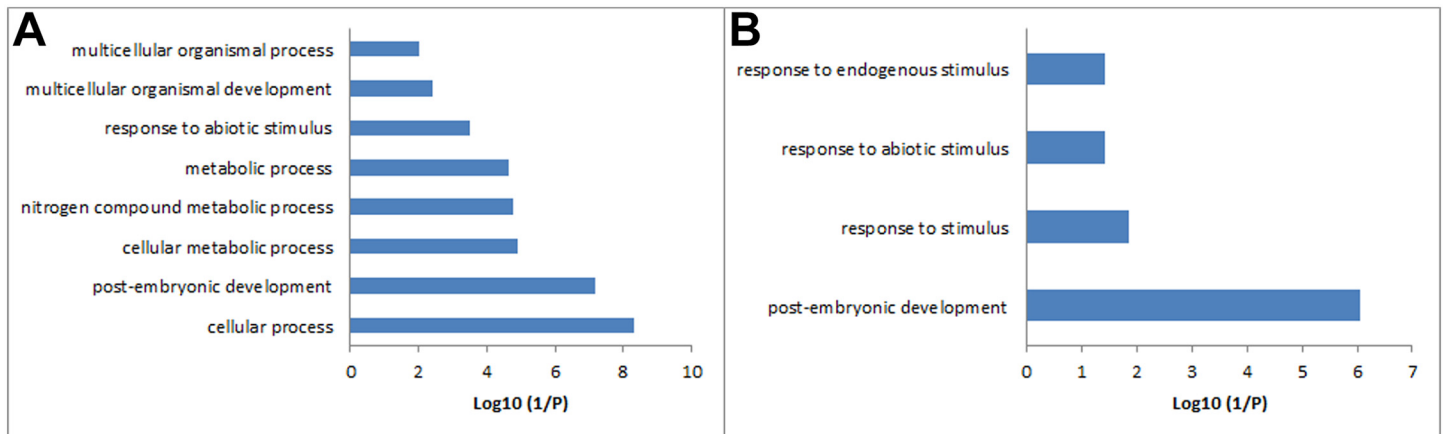 A
multicellular organismal process
multicellular organismal development
response to abiotic stimulus
metabolic process
nitrogen compound metabolic process
cellular metabolic process
post-embryonic development
cellular process
0 2 4 6 8 10
Log10 (1/P)
B
response to endogenous stimulus
response to abiotic stimulus
response to stimulus
post-embryonic development
0 1 2 3 4 5 6 7
Log10 (1/P)